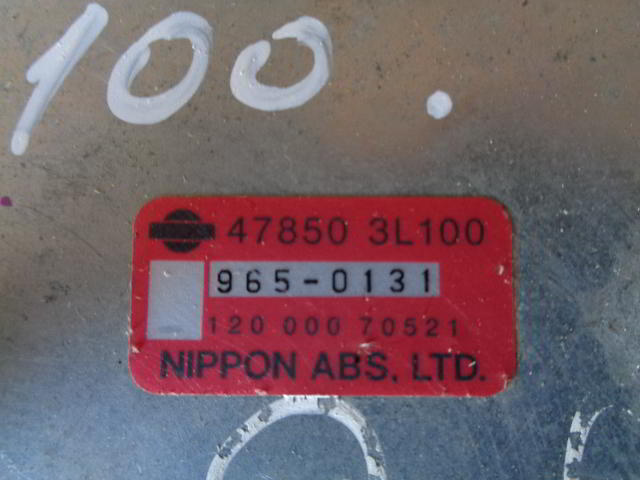 100.
47850 3L100
965-0131
120 000 70521
NIPPON ABS, LTD.